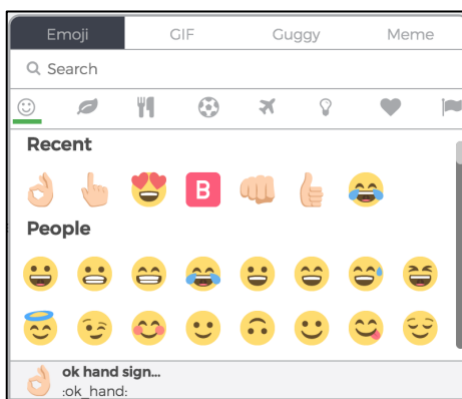 Emoji GIF Guggy Meme
Search
Recent
B
People
ok hand sign...
:ok_hand: